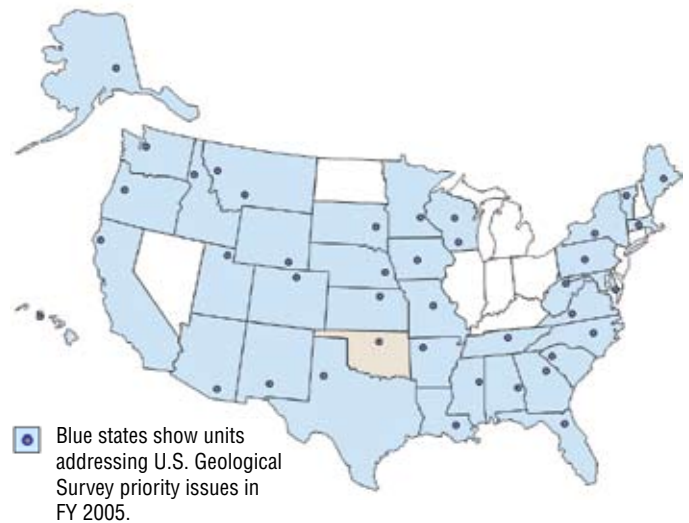 Blue states show units
addressing U.S. Geological
Survey priority issues in
FY 2005.